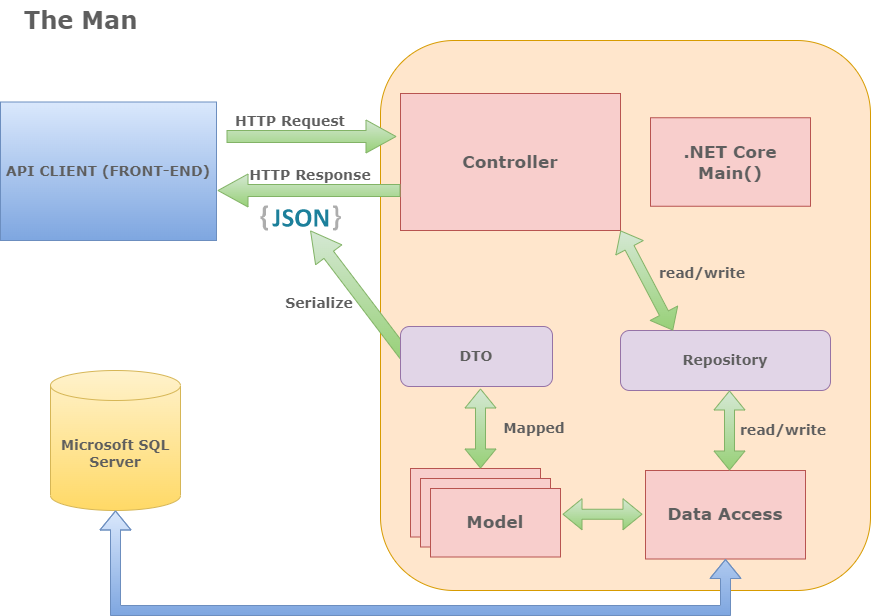 The Man
HTTP Request
Controller
.NET Core
Main()
API CLIENT (FRONT-END)
HTTP Response
{JSON}
read/write
Serialize
DTO
Repository
Mapped
read/write
Microsoft SQL
Server
Model
Data Access